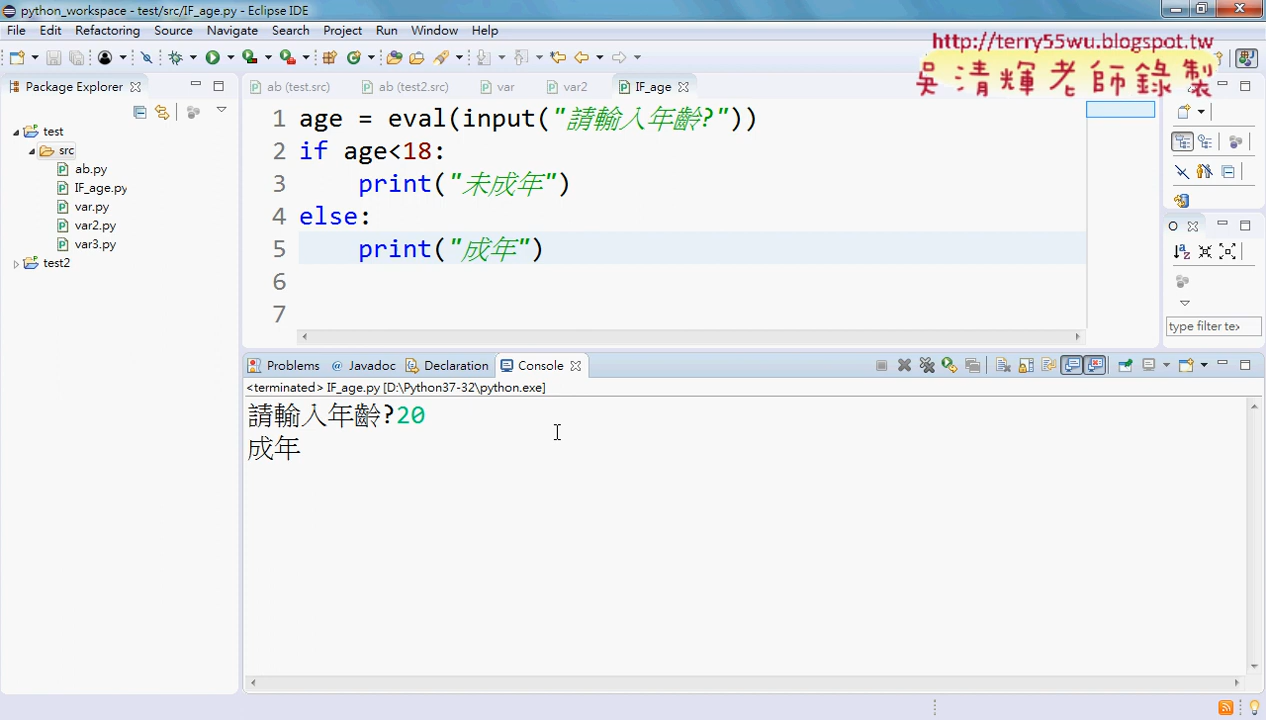 python_workspace - test/src/IF_age.py - Eclipse IDE
File Edit Refactoring Source Navigate Search Project Run Window Help
http://terry55wu.blogspot.tw
吳清輝老師錄製
Package Explorer
ab (test.src)
ab (test2.src)
var
var2
IF_age
test
src
ab.py
IF_age.py
var.py
var2.py
var3.py
test2
1 age = eval(input("請輸入年齡?"))
2 if age<18:
3 print("未成年")
4 else:
5 print("成年")
6
7
O
type filter te
Problems @ Javadoc Declaration Console
<terminated> IF_age.py [D:\Python37-32\python.exe]
請輸入年齡?20
成年